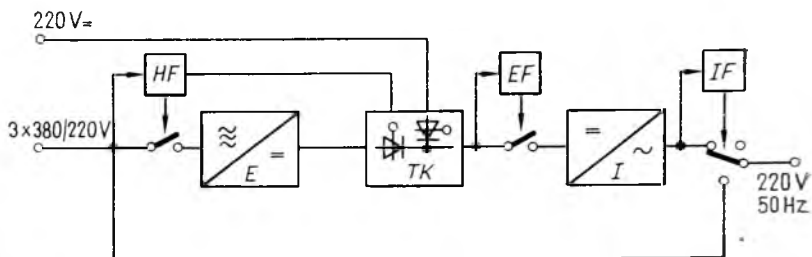 220 V=
HF
EF
IF
3×380/220V
≈
=
E
TK
=
~
I
220 V
50 Hz